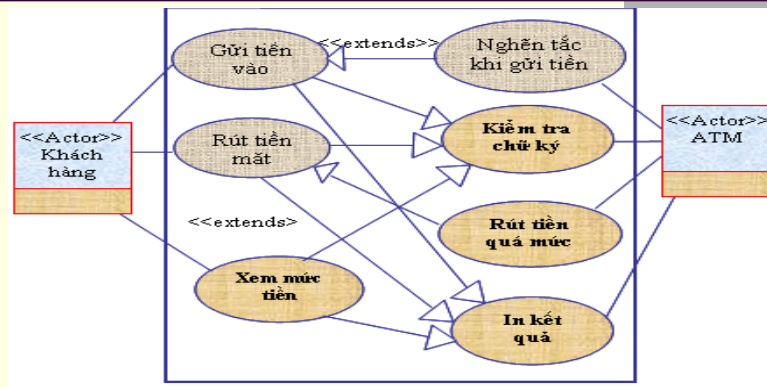 Gửi tiền
vào
<<extends>>
Nghẽn tắc
khi gửi tiền
<<Actor>>
Khách
hàng
Rút tiền
mặt
Kiểm tra
chữ ký
<<Actor>>
ATM
<<extends>
Rút tiền
quá mức
Xem mức
tiền
In kết
quả